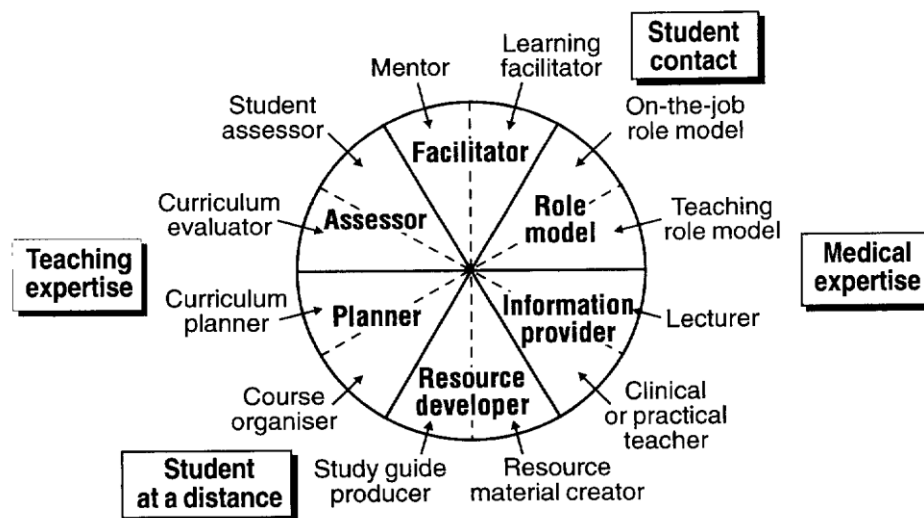 Student
contact
Learning
facilitator
Mentor
On-the-job
role model
Student
assessor
Facilitator
Role
model
Assessor
Curriculum
evaluator
Teaching
role model
Teaching
expertise
Medical
expertise
Curriculum
planner
Planner
Information
provider
Lecturer
Resource
developer
Course
organiser
Clinical
or practical
teacher
Student
at a distance
Study guide
producer
Resource
material creator